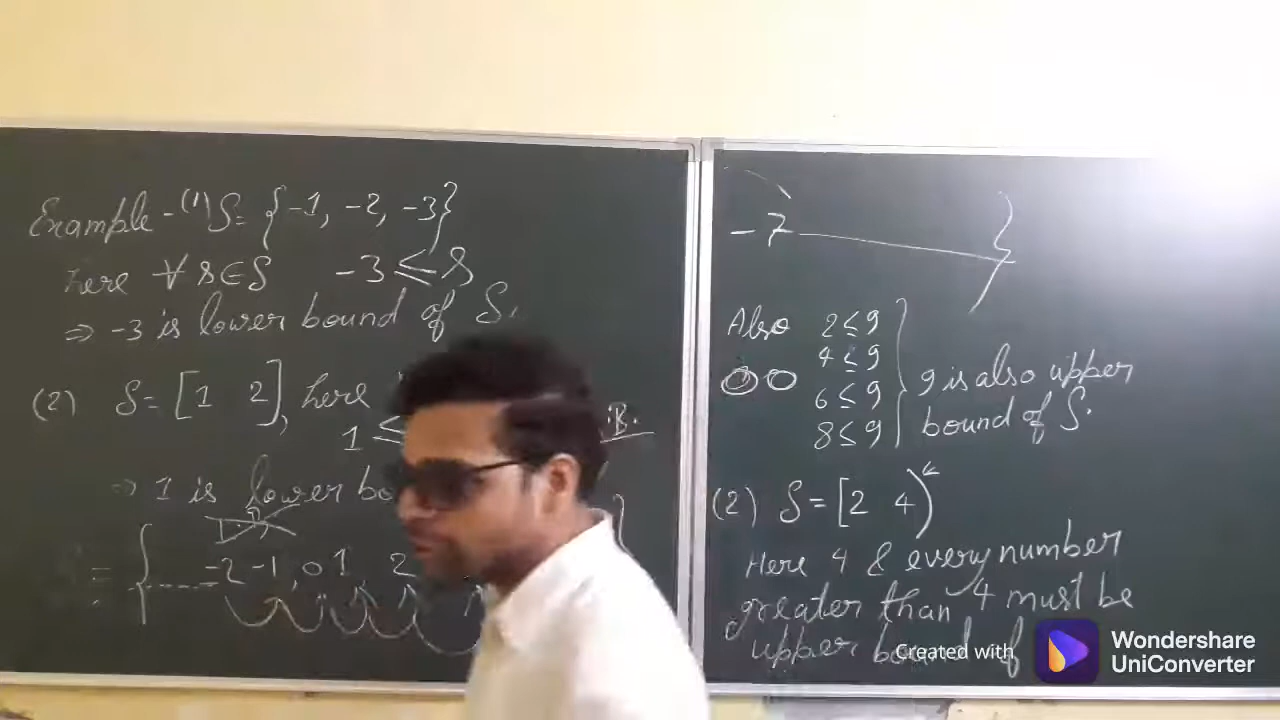 Example - (1) S = {-1, -2, -3}
here ∀ s∈S -3 ≤ s
⇒ -3 is lower bound of S.
(2) S = [1 2], here
1 ≤
.B.
⇒ 1 is lower bo
= {-----2 -1, 0 1, 2 }
-7 }
Also 2 ≤ 9
4 ≤ 9
6 ≤ 9
8 ≤ 9
} 9 is also upper
bound of S.
(2) S = [2 4)
Here 4 & every number
greater than 4 must be
upper bound of
Created with
Wondershare
UniConverter